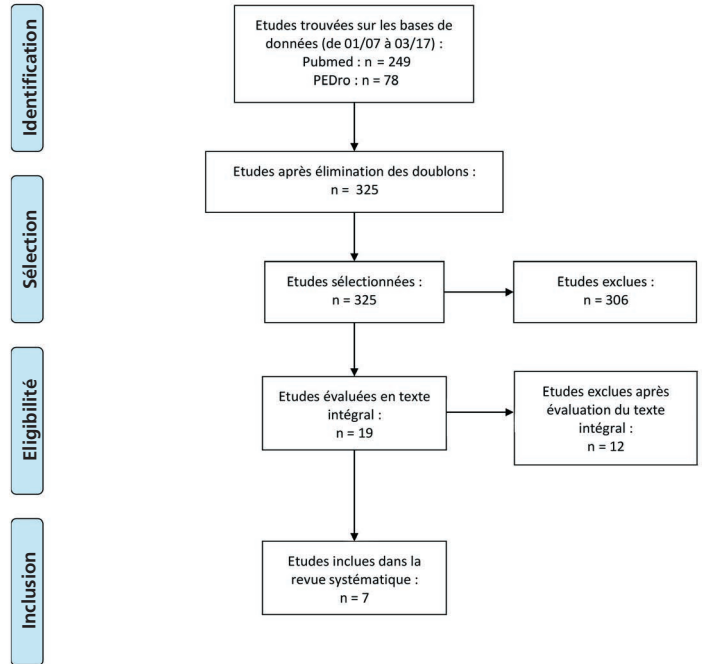 Identification
Etudes trouvées sur les bases de
données (de 01/07 à 03/17) :
Pubmed : n = 249
PEDro : n = 78
Etudes après élimination des doublons :
n = 325
Sélection
Etudes sélectionnées :
n = 325
Etudes exclues :
n = 306
Eligibilité
Etudes évaluées en texte
intégral :
n = 19
Etudes exclues après
évaluation du texte
intégral :
n = 12
Inclusion
Etudes inclues dans la
revue systématique :
n = 7